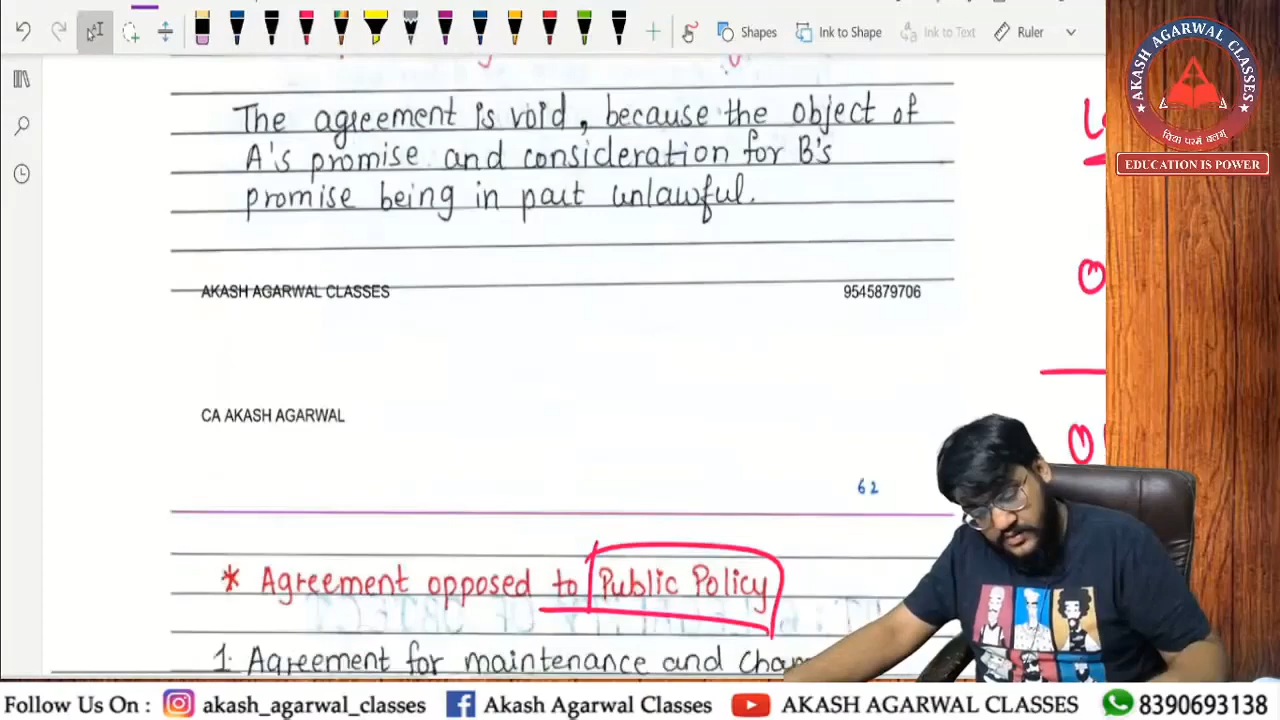 Shapes
Ink to Shape
Ink to Text
Ruler
AKASH AGARWAL CLASSES
विद्या परमं बलम्
EDUCATION IS POWER
The agreement is void, because the object of
A's promise and consideration for B's
promise being in part unlawful.
AKASH AGARWAL CLASSES 9545879706
CA AKASH AGARWAL
62
* Agreement opposed to Public Policy
1. Agreement for maintenance and
Follow Us On : akash_agarwal_classes Akash Agarwal Classes AKASH AGARWAL CLASSES 8390693138